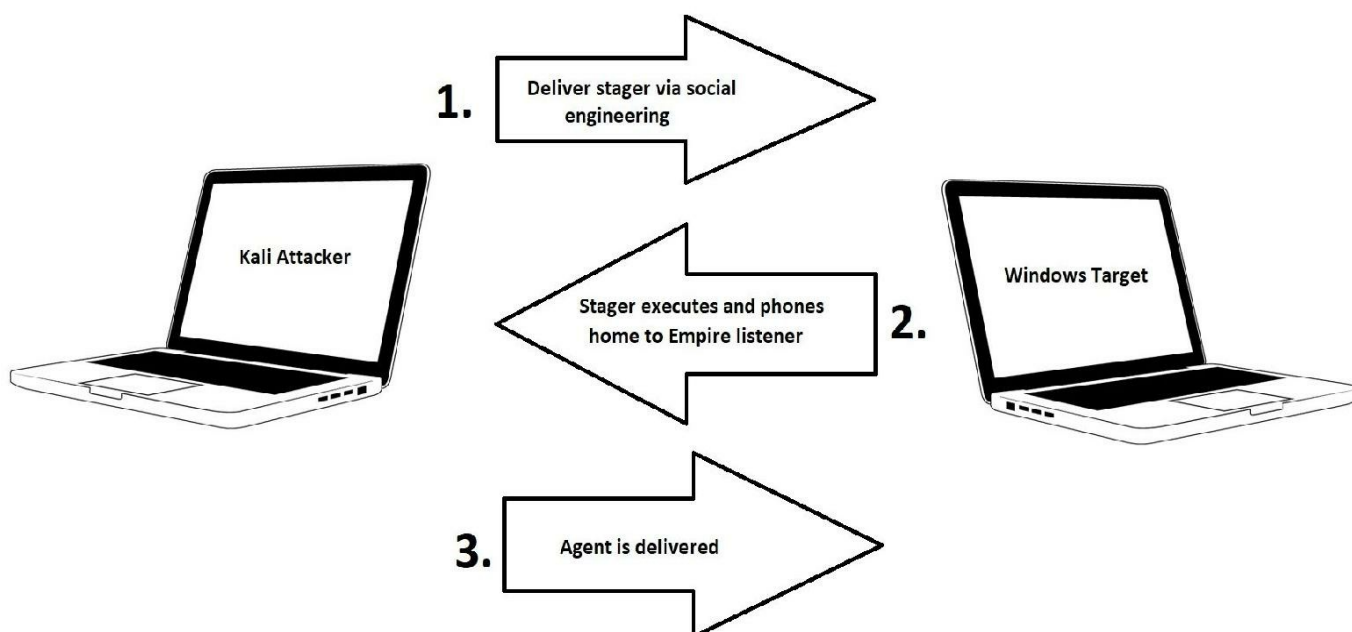 1.
Deliver stager via social
engineering
Kali Attacker
Windows Target
Stager executes and phones
home to Empire listener
2.
3.
Agent is delivered